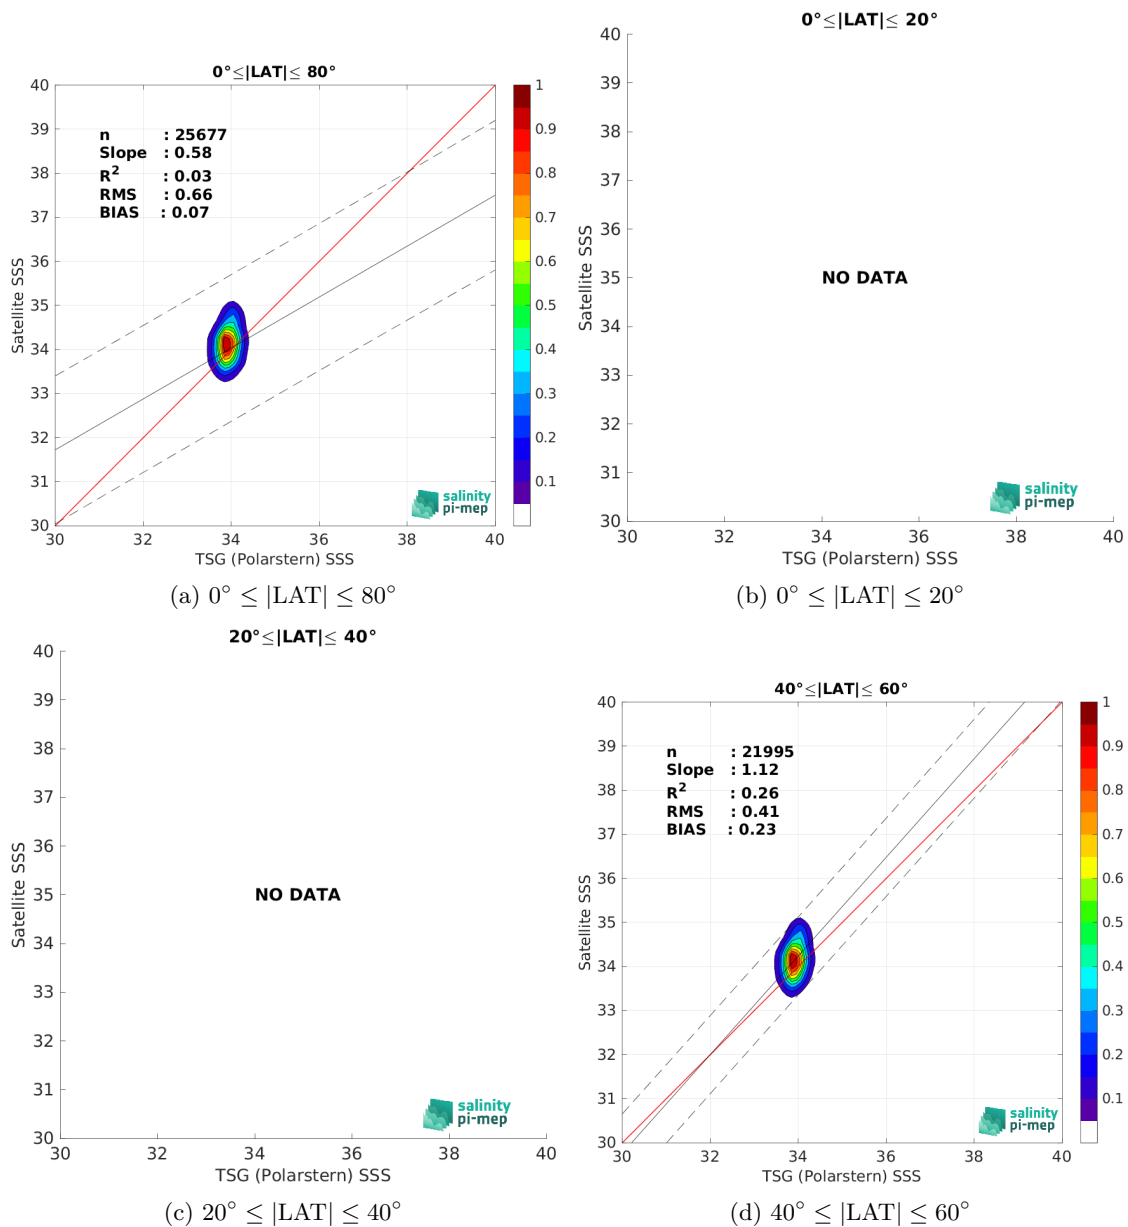 0°≤|LAT|≤ 80°
40
39
38
37
36
35
34
33
32
31
30
Satellite SSS
n : 25677
Slope : 0.58
R2 : 0.03
RMS : 0.66
BIAS : 0.07
1
0.9
0.8
0.7
0.6
0.5
0.4
0.3
0.2
0.1
salinity
pi-mep
30 32 34 36 38 40
TSG (Polarstern) SSS
(a) 0° ≤ |LAT| ≤ 80°
0°≤|LAT|≤ 20°
40
39
38
37
36
35
34
33
32
31
30
Satellite SSS
NO DATA
salinity
pi-mep
30 32 34 36 38 40
TSG (Polarstern) SSS
(b) 0° ≤ |LAT| ≤ 20°
20°≤|LAT|≤ 40°
40
39
38
37
36
35
34
33
32
31
30
Satellite SSS
NO DATA
salinity
pi-mep
30 32 34 36 38 40
TSG (Polarstern) SSS
(c) 20° ≤ |LAT| ≤ 40°
40°≤|LAT|≤ 60°
40
39
38
37
36
35
34
33
32
31
30
Satellite SSS
n : 21995
Slope : 1.12
R2 : 0.26
RMS : 0.41
BIAS : 0.23
1
0.9
0.8
0.7
0.6
0.5
0.4
0.3
0.2
0.1
salinity
pi-mep
30 32 34 36 38 40
TSG (Polarstern) SSS
(d) 40° ≤ |LAT| ≤ 60°